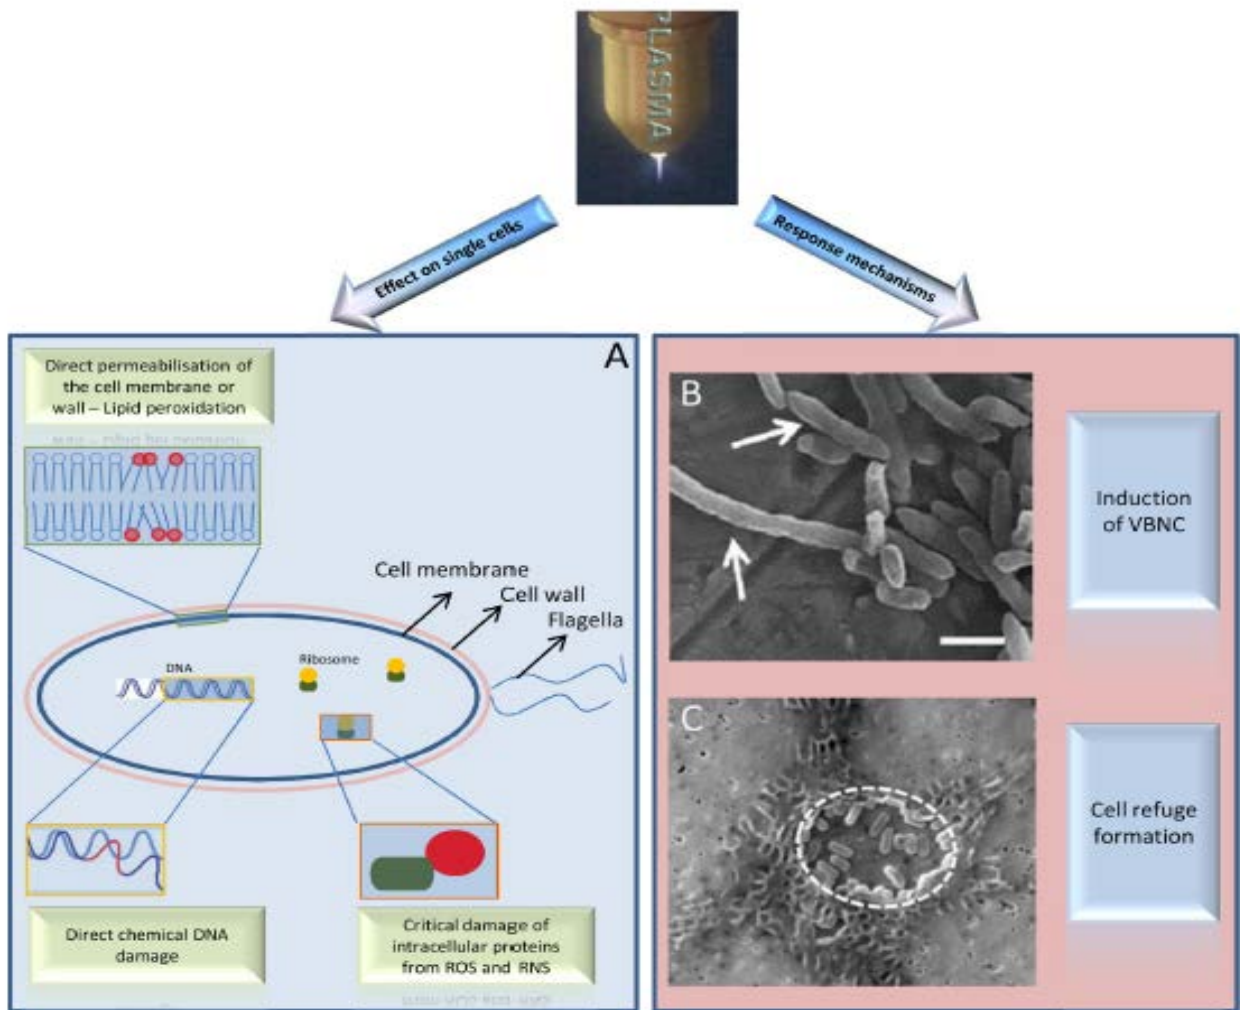 PLASMA
Effect on single cells
Response mechanisms
A
Direct permeabilisation of
the cell membrane or
wall – Lipid peroxidation
Cell membrane
Cell wall
Flagella
DNA
Ribosome
Direct chemical DNA
damage
Critical damage of
intracellular proteins
from ROS and RNS
B
Induction
of VBNC
C
Cell refuge
formation